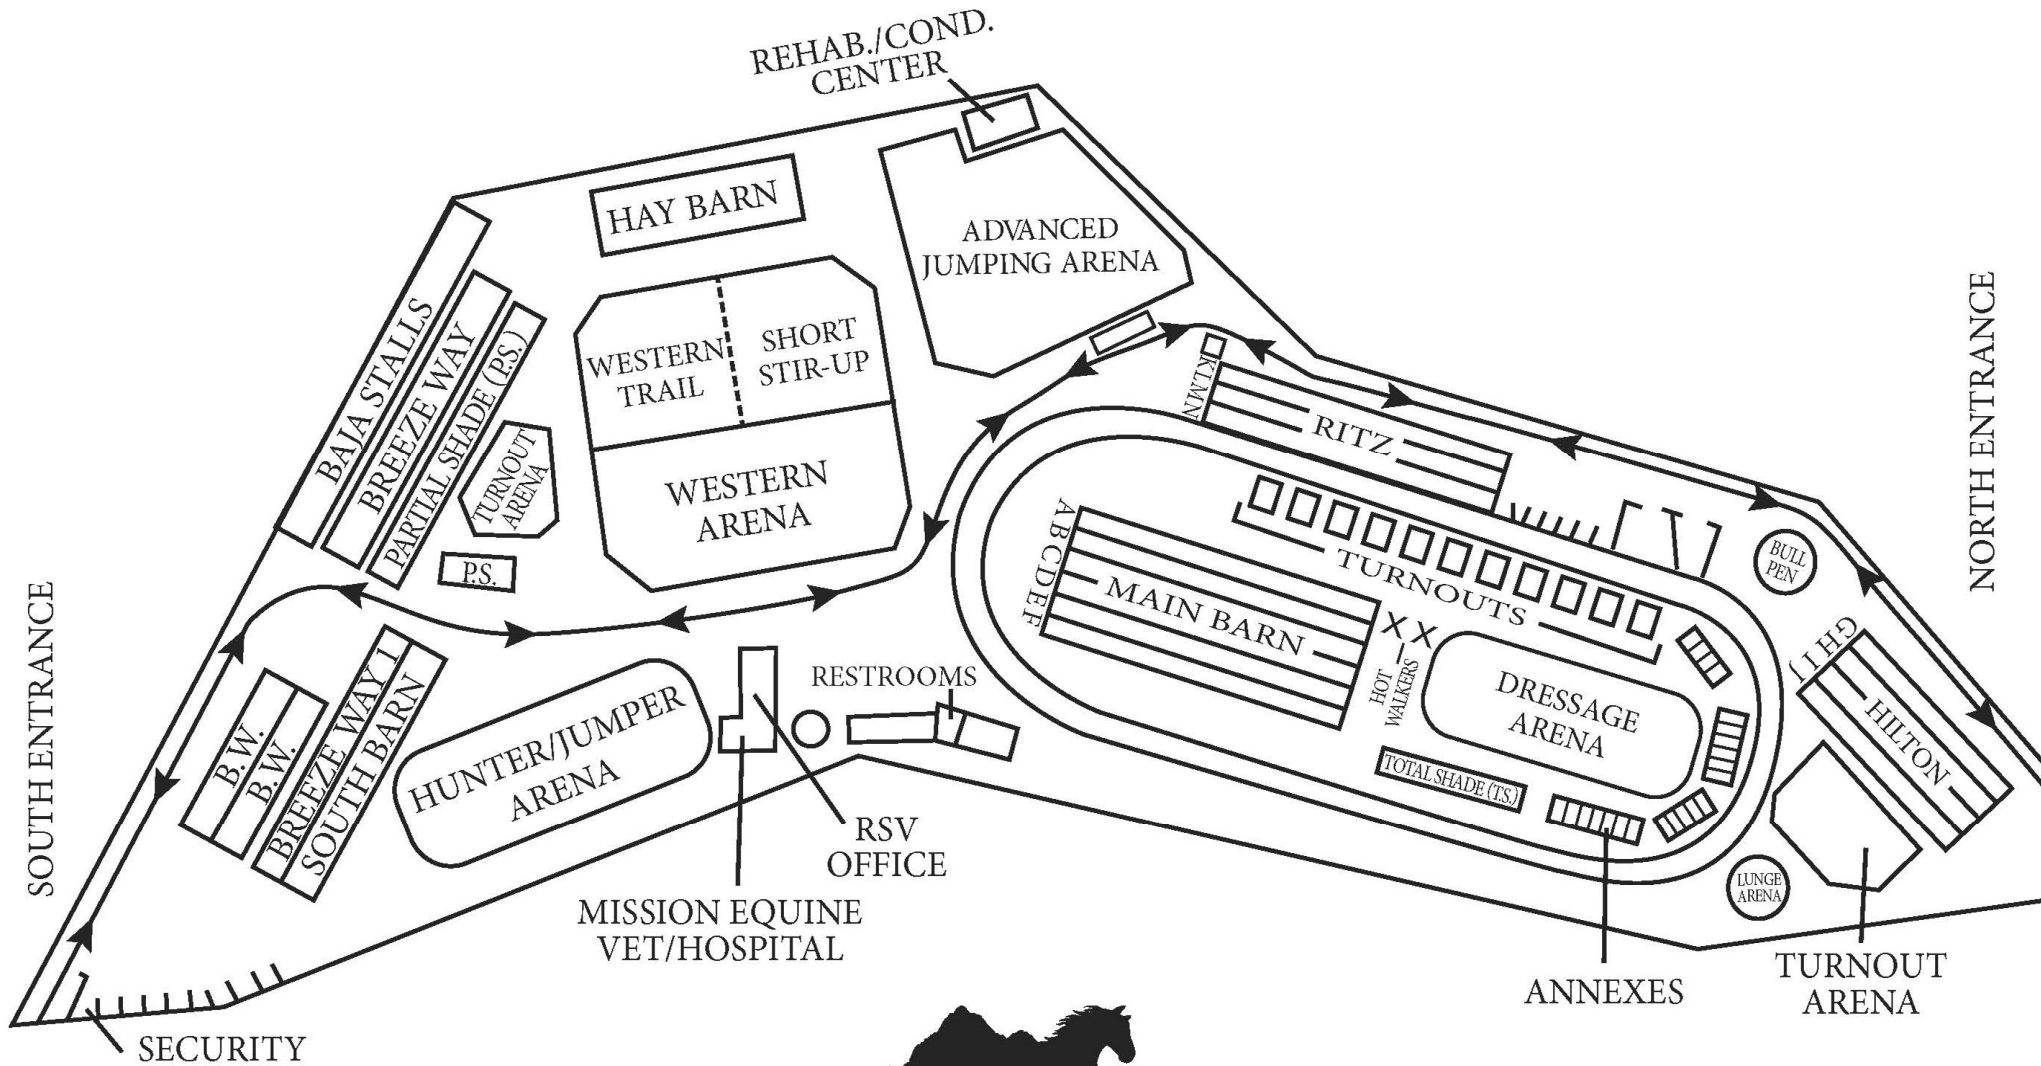 REHAB./COND.
CENTER
HAY BARN
ADVANCED
JUMPING ARENA
BAJA STALLS
BREEZE WAY
PARTIAL SHADE (P.S.)
TURNOUT
ARENA
P.S.
WESTERN
TRAIL
SHORT
STIR-UP
WESTERN
ARENA
KLMN
RITZ
NORTH ENTRANCE
ABCDEF
MAIN BARN
TURNOUTS
X X
HOT
WALKERS
BULL
PEN
GHIJ
HILTON
DRESSAGE
ARENA
TOTAL SHADE (T.S.)
SOUTH ENTRANCE
B.W.
B.W.
BREEZE WAY 1
SOUTH BARN
HUNTER/JUMPER
ARENA
RESTROOMS
RSV
OFFICE
MISSION EQUINE
VET/HOSPITAL
LUNGE
ARENA
ANNEXES
TURNOUT
ARENA
SECURITY